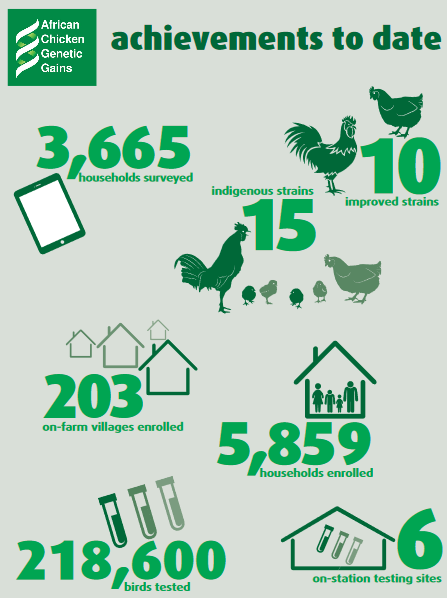 African
Chicken
Genetic
Gains
achievements to date
3,665
households surveyed
10
improved strains
indigenous strains
15
203
on-farm villages enrolled
5,859
households enrolled
218,600
birds tested
6
on-station testing sites